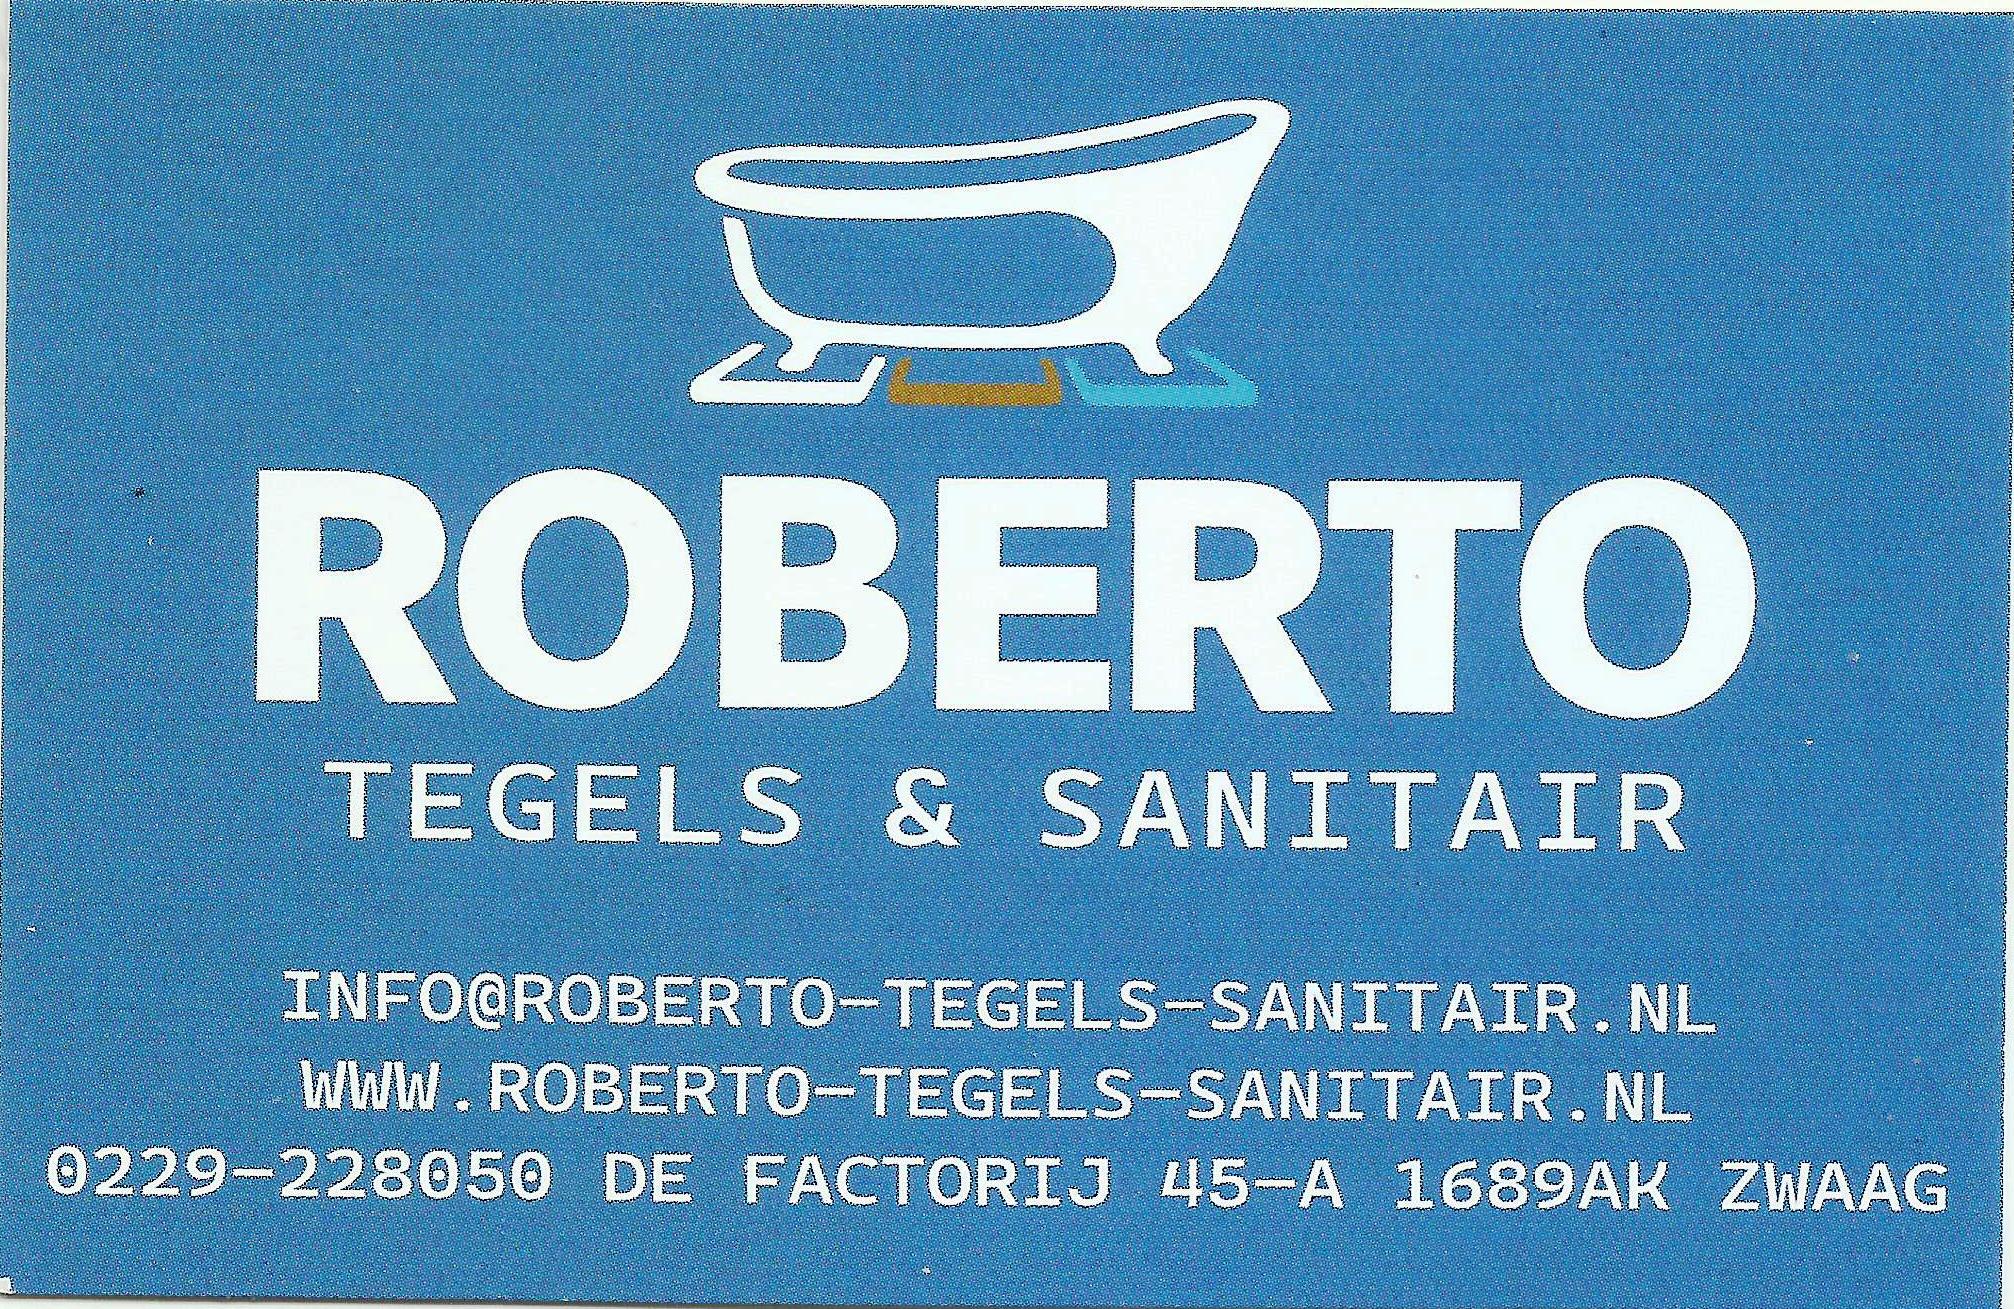 ROBERTO
TEGELS & SANITAIR
INFO@ROBERTO-TEGELS-SANITAIR.NL
WWW.ROBERTO-TEGELS-SANITAIR.NL
0229-228050 DE FACTORIJ 45-A 1689AK ZWAAG